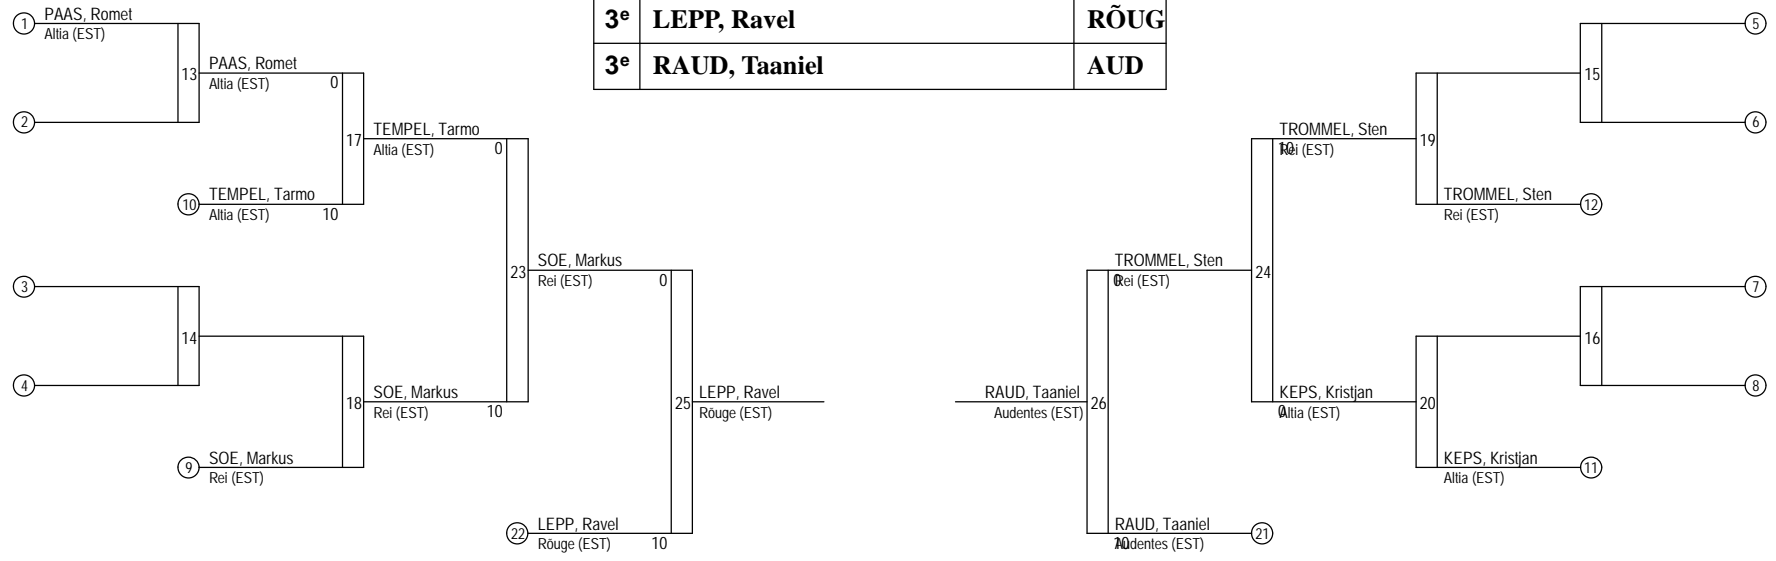 3e LEPP, Ravel RÕUG
3e RAUD, Taaniel AUD
1 PAAS, Romet
Altia (EST)
2
13
PAAS, Romet
Altia (EST) 0
10 TEMPEL, Tarmo
Altia (EST) 10
17
TEMPEL, Tarmo
Altia (EST) 0
3
4
14
9 SOE, Markus
Rei (EST)
18
SOE, Markus
Rei (EST) 10
23
SOE, Markus
Rei (EST) 0
22 LEPP, Ravel
Rõuge (EST) 10
25
LEPP, Ravel
Rõuge (EST)
RAUD, Taaniel
Audentes (EST)
26
TROMMEL, Sten
0 Rei (EST)
RAUD, Taaniel 21
10 Audentes (EST)
24
TROMMEL, Sten
10 Rei (EST)
KEPS, Kristjan
0 Altia (EST)
19
TROMMEL, Sten 12
Rei (EST)
20
KEPS, Kristjan 11
Altia (EST)
15
5
6
16
7
8